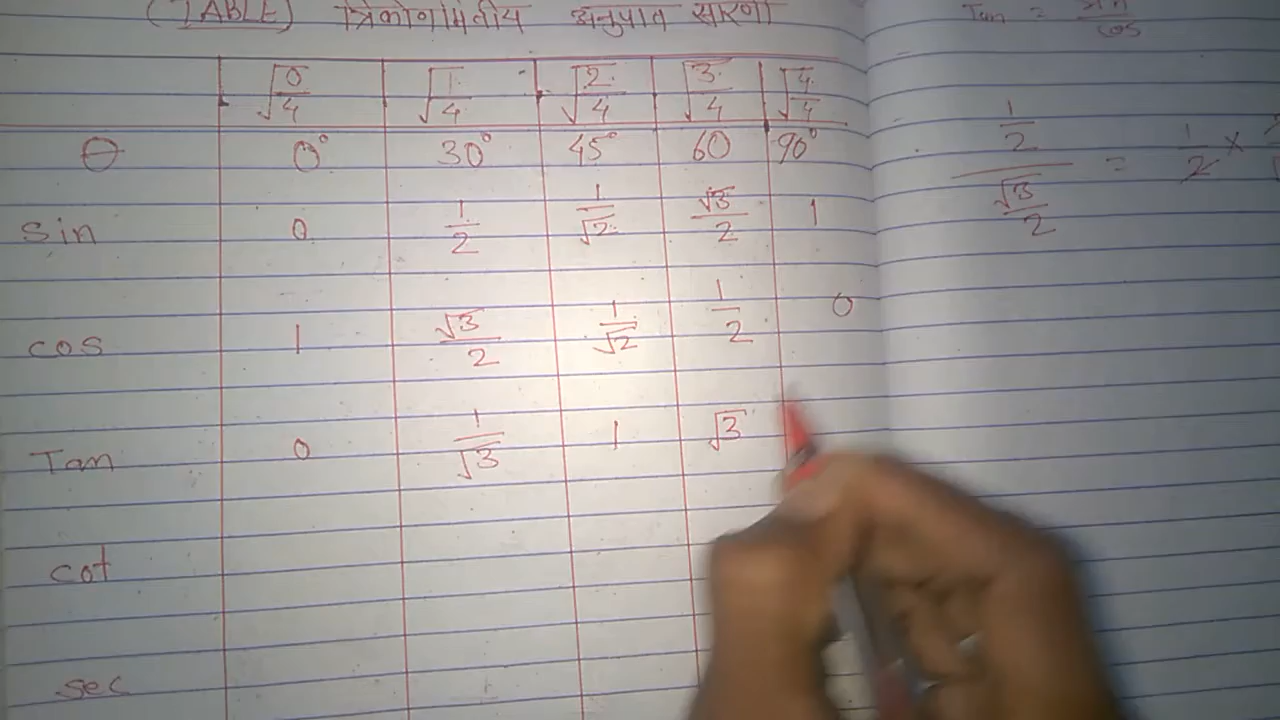 (TABLE) त्रिकोणमितीय अनुपात सारणी
√0/4 √1/4 √2/4 √3/4 √4/4
θ 0° 30° 45° 60 90°
sin 0 1/2 1/√2 √3/2 1
cos 1 √3/2 1/√2 1/2 0
Tan 0 1/√3 1 √3
cot
sec
Tan = sin/cos
1/2 / √3/2 = 1/2 ×